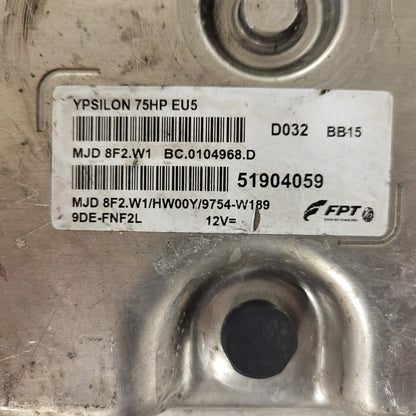 YPSILON 75HP EU5
D032 BB15
MJD 8F2.W1 BC.0104968.D
51904059
MJD 8F2.W1/HW00Y/9754-W189
9DE-FNF2L 12V=
FPT